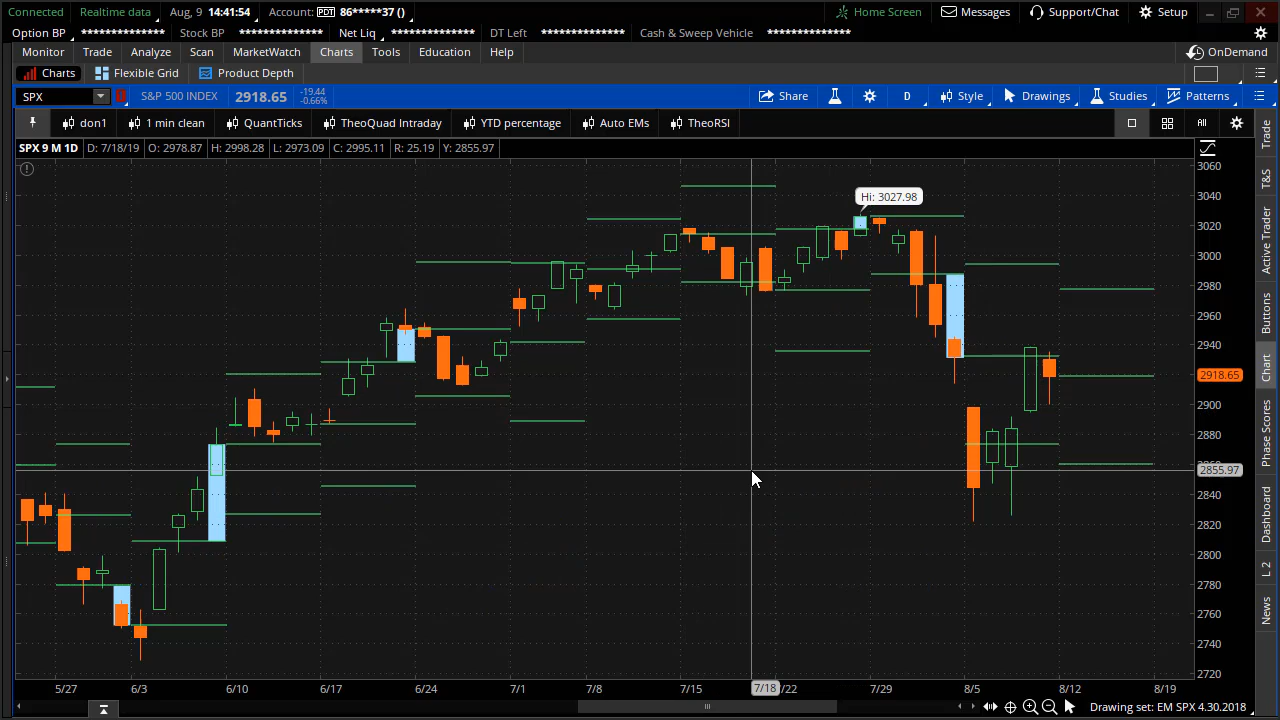 Connected Realtime data Aug, 9 14:41:54 Account: PDT 86*****37 () Home Screen Messages Support/Chat Setup
Option BP ************** Stock BP ************** Net Liq ************** DT Left ************** Cash & Sweep Vehicle **************
Monitor Trade Analyze Scan MarketWatch Charts Tools Education Help OnDemand
Charts Flexible Grid Product Depth
SPX S&P 500 INDEX 2918.65 -19.44 -0.66% Share D Style Drawings Studies Patterns
don1 1 min clean QuantTicks TheoQuad Intraday YTD percentage Auto EMs TheoRSI All
SPX 9 M 1D D: 7/18/19 O: 2978.87 H: 2998.28 L: 2973.09 C: 2995.11 R: 25.19 Y: 2855.97
Hi: 3027.98
3060
3040
3020
3000
2980
2960
2940
2918.65
2900
2880
2855.97
2840
2820
2800
2780
2760
2740
2720
5/27 6/3 6/10 6/17 6/24 7/1 7/8 7/15 7/18 /22 7/29 8/5 8/12 8/19
Drawing set: EM SPX 4.30.2018
Trade
T&S
Active Trader
Buttons
Chart
Phase Scores
Dashboard
L 2
News